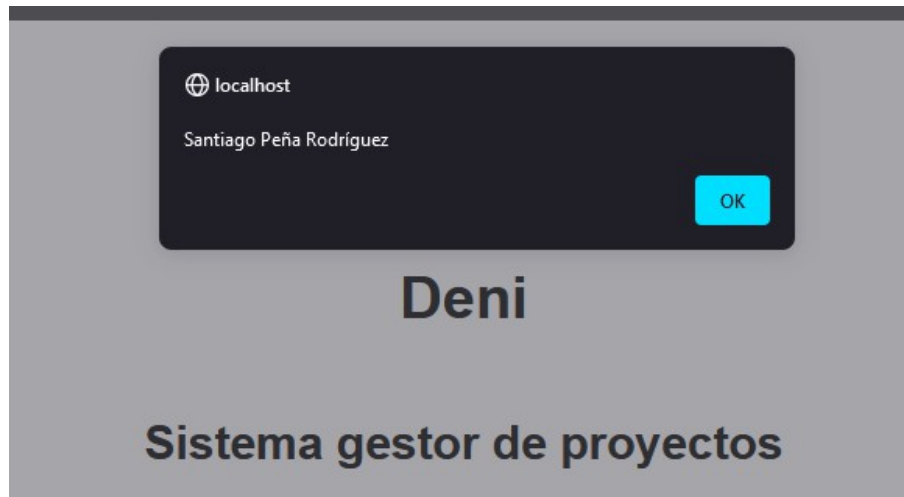 localhost
Santiago Peña Rodríguez
OK
Deni
Sistema gestor de proyectos